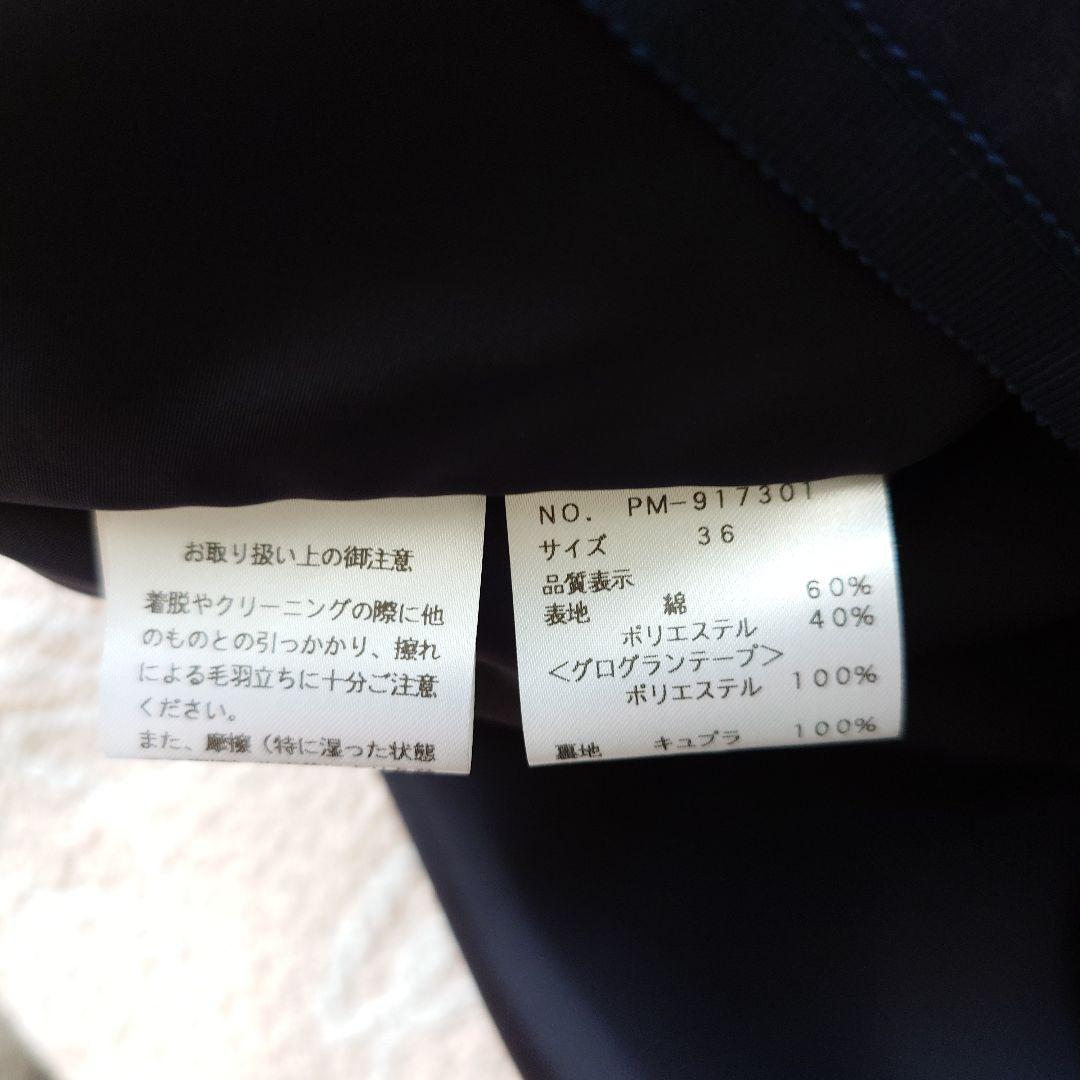 お取り扱い上の御注意
着脱やクリーニングの際に他
のものとの引っかかり、擦れ
による毛羽立ちに十分ご注意
ください。
また、摩擦（特に湿った状態
NO. PM-917301
サイズ 36
品質表示
表地 綿 60%
ポリエステル 40%
<グログランテープ>
ポリエステル 100%
裏地 キュプラ 100%